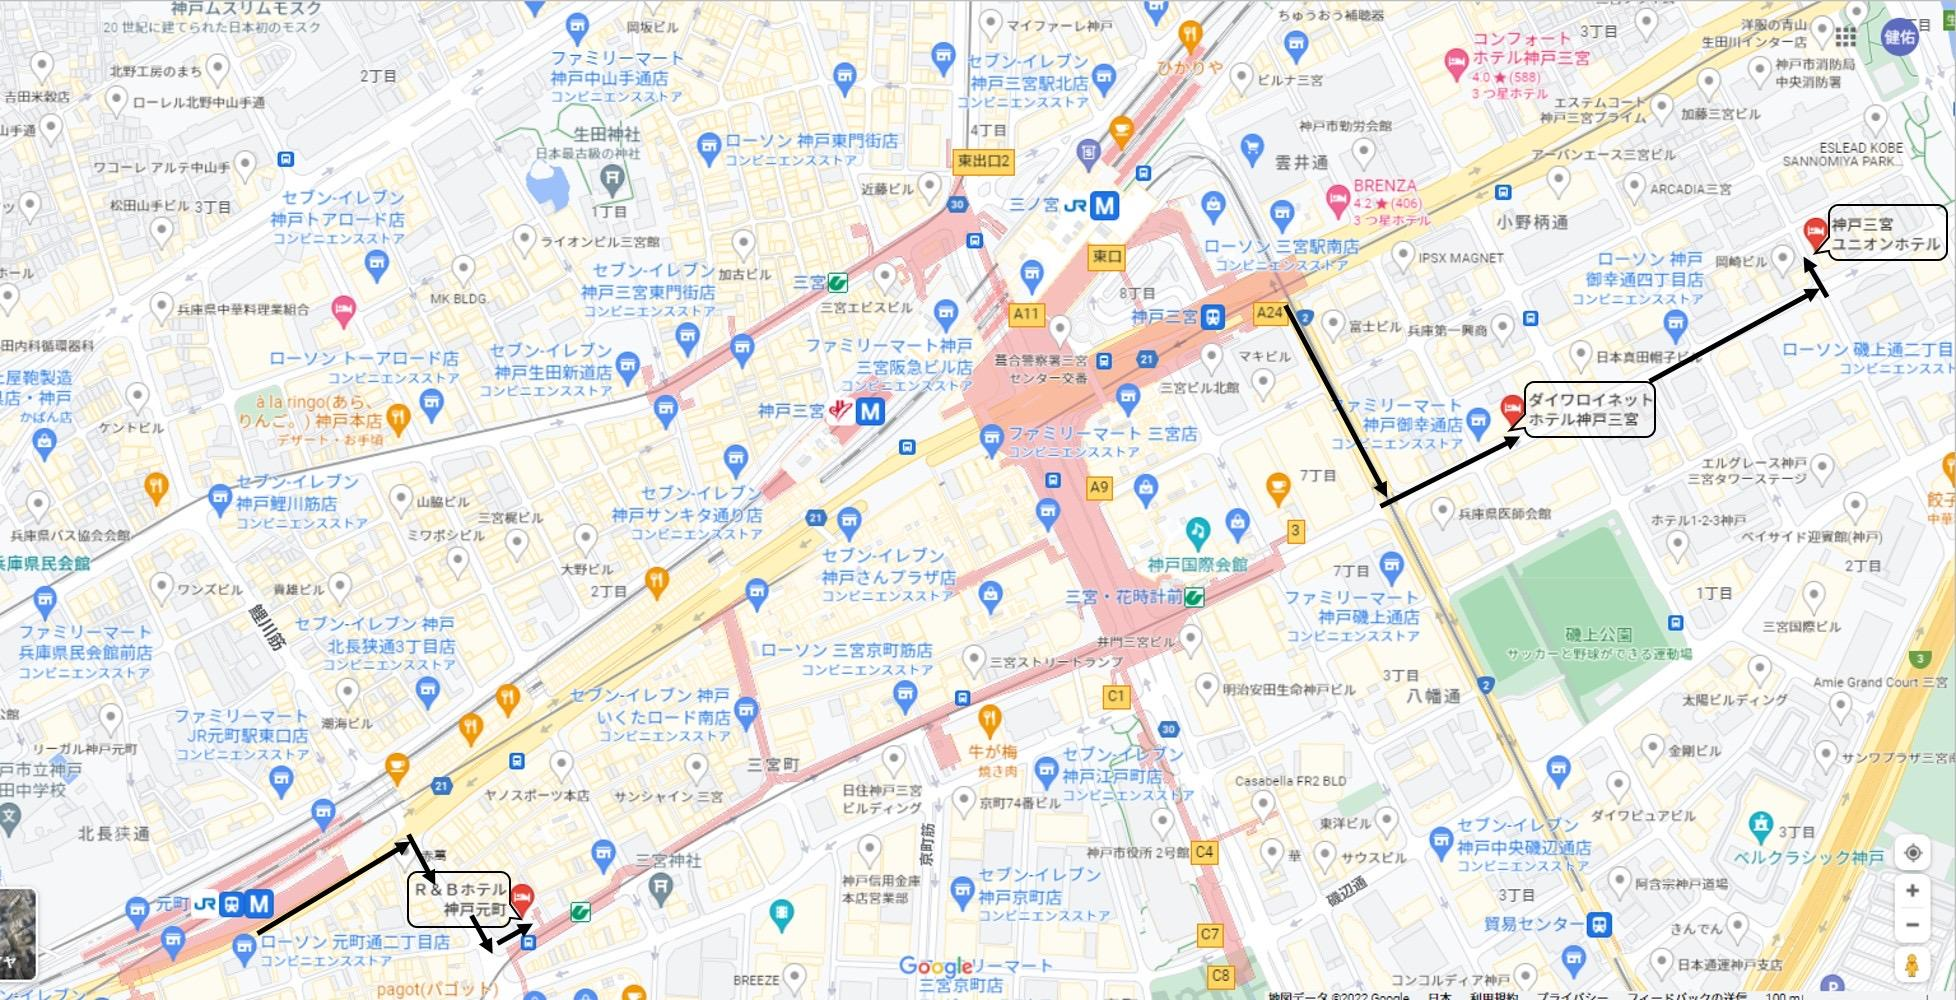 神戸ムスリムモスク
20 世紀に建てられた日本初のモスク
岡坂ビル
ファミリーマート
神戸中山手通店
コンビニエンスストア
マイファーレ神戸
セブン-イレブン
神戸三宮駅北店
コンビニエンスストア
ひかりや
ちゅうおう補聴器
ピルナ三宮
コンフォート
ホテル神戸三宮
4.0★(588)
3 つ星ホテル
3丁目
洋服の青山
生田川インター店
健佑
神戸市消防局
中央消防署
北野工房のまち
2丁目
吉田米穀店
ローレル北野中山手通
山手通
エステムコート
神戸三宮プライム
加藤三宮ビル
4丁目
生田神社
日本最古級の神社
ローソン 神戸東門街店
コンビニエンスストア
東出口2
神戸市勤労会館
雲井通
アーバンエース三宮ビル
ESLEAD KOBE
SANNOMIYA PARK...
ワコーレ アルテ中山手
近藤ビル
30
三ノ宮 JR M
BRENZA
4.2★(406)
3 つ星ホテル
ARCADIA三宮
セブン-イレブン
神戸トアロード店
コンビニエンスストア
松田山手ビル 3丁目
1丁目
小野柄通
ライオンビル三宮館
神戸三宮
ユニオンホテル
ローソン 三宮駅南店
コンビニエンスストア
東口
IPSX MAGNET
ローソン 神戸
御幸通四丁目店
コンビニエンスストア
岡崎ビル
セブン-イレブン
神戸三宮東門街店
コンビニエンスストア
加古ビル
三宮
三宮エビスビル
MK BLDG.
兵庫県中華料理業組合
8丁目
A11
神戸三宮
A24
2
富士ビル
兵庫第一興商
田内科循環器科
ローソン トーアロード店
コンビニエンスストア
セブン-イレブン
神戸生田新道店
コンビニエンスストア
ファミリーマート神戸
三宮阪急ビル店
コンビニエンスストア
葺合警察署三宮
センター交番
21
マキビル
三宮ビル北館
日本真田帽子ビル
ローソン 磯上通二丁目
コンビニエンスス
土屋鞄製造
店・神戸
かばん店
à la ringo(あら、
りんご。) 神戸本店
デザート・お手頃
ケントビル
神戸三宮 M
ファミリーマート
神戸御幸通店
コンビニエンスストア
ダイワロイネット
ホテル神戸三宮
ファミリーマート 三宮店
コンビニエンスストア
エルグレース神戸
三宮タワーステージ
A9
7丁目
セブン-イレブン
神戸鯉川筋店
コンビニエンスストア
山脇ビル
三宮梶ビル
ミワボシビル
セブン-イレブン
神戸サンキタ通り店
コンビニエンスストア
21
兵庫県医師会館
ホテル1-2-3神戸
ベイサイド迎賓館(神戸)
餃子
中華
3
兵庫県バス協会会館
兵庫県民会館
神戸国際会館
セブン-イレブン
神戸さんプラザ店
コンビニエンスストア
大野ビル
2丁目
ワンズビル
貴雄ビル
7丁目
2丁目
1丁目
三宮・花時計前
ファミリーマート
神戸磯上通店
コンビニエンスストア
鯉川筋
ファミリーマート
兵庫県民会館前店
コンビニエンスストア
セブン-イレブン 神戸
北長狭通3丁目店
コンビニエンスストア
井門三宮ビル
三宮国際ビル
磯上公園
サッカーと野球ができる運動場
ローソン 三宮京町筋店
コンビニエンスストア
三宮ストリートランプ
3
3丁目
八幡通
2
Amie Grand Court 三宮
太陽ビルディング
明治安田生命神戸ビル
C1
セブン-イレブン 神戸
いくたロード南店
コンビニエンスストア
ファミリーマート
JR元町駅東口店
コンビニエンスストア
潮海ビル
リーガル神戸元町
30
牛が梅
焼き肉
セブン-イレブン
神戸江戸町店
コンビニエンスストア
金剛ビル
サンワプラザ三宮
戸市立神戸
田中学校
三宮町
日住神戸三宮
ビルディング
京町74番ビル
Casabella FR2 BLD
21
ヤノスポーツ本店
サンシャイン 三宮
ダイワビュアビル
北長狭通
東洋ビル
セブン-イレブン
神戸中央磯辺通店
コンビニエンスストア
3丁目
ベルクラシック神戸
京町筋
神戸市役所 2号館
C4
華
サウスビル
三宮神社
神戸信用金庫
本店営業部
セブン-イレブン
神戸京町店
コンビニエンスストア
磯辺通
3丁目
阿含宗神戸道場
元町 JR M
R&Bホテル
神戸元町
貿易センター
きんでん
C7
ローソン 元町通二丁目店
コンビニエンスストア
日本通運神戸支店
C8
コンコルディア神戸
BREEZE
Google
リーマート
三宮京町店
pagot(パゴット)
ン-イレブン
地図データ ©2022 Google 日本 利用規約 プライバシー フィードバックの送信 100 m